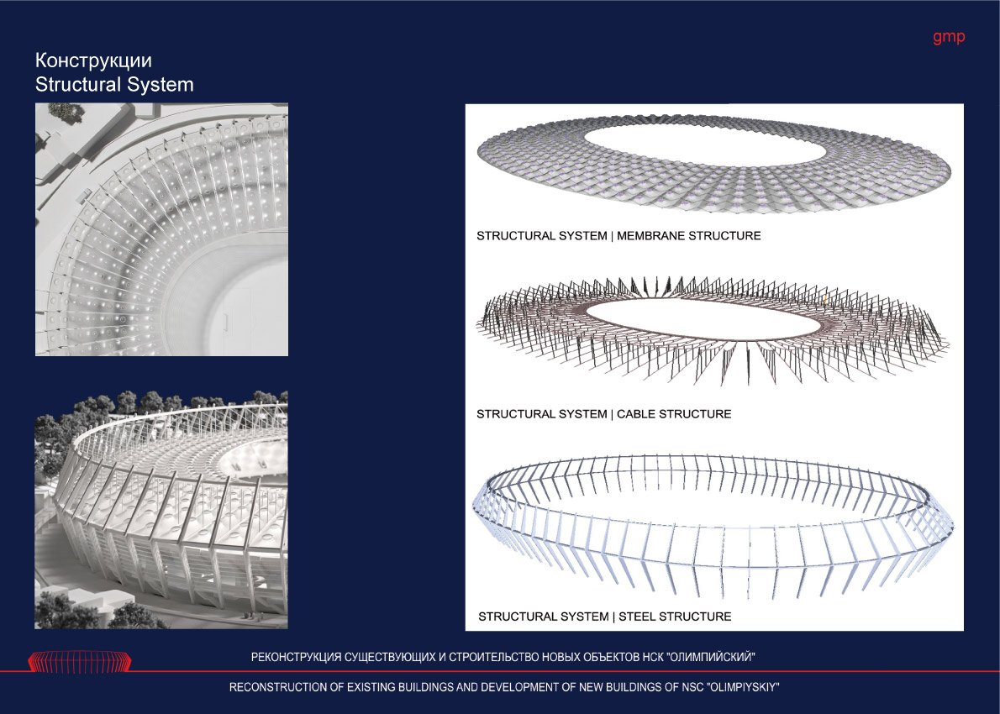 gmp
Конструкции
Structural System
STRUCTURAL SYSTEM | MEMBRANE STRUCTURE
STRUCTURAL SYSTEM | CABLE STRUCTURE
STRUCTURAL SYSTEM | STEEL STRUCTURE
РЕКОНСТРУКЦИЯ СУЩЕСТВУЮЩИХ И СТРОИТЕЛЬСТВО НОВЫХ ОБЪЕКТОВ НСК "ОЛИМПИЙСКИЙ"
RECONSTRUCTION OF EXISTING BUILDINGS AND DEVELOPMENT OF NEW BUILDINGS OF NSC "OLIMPIYSKIY"